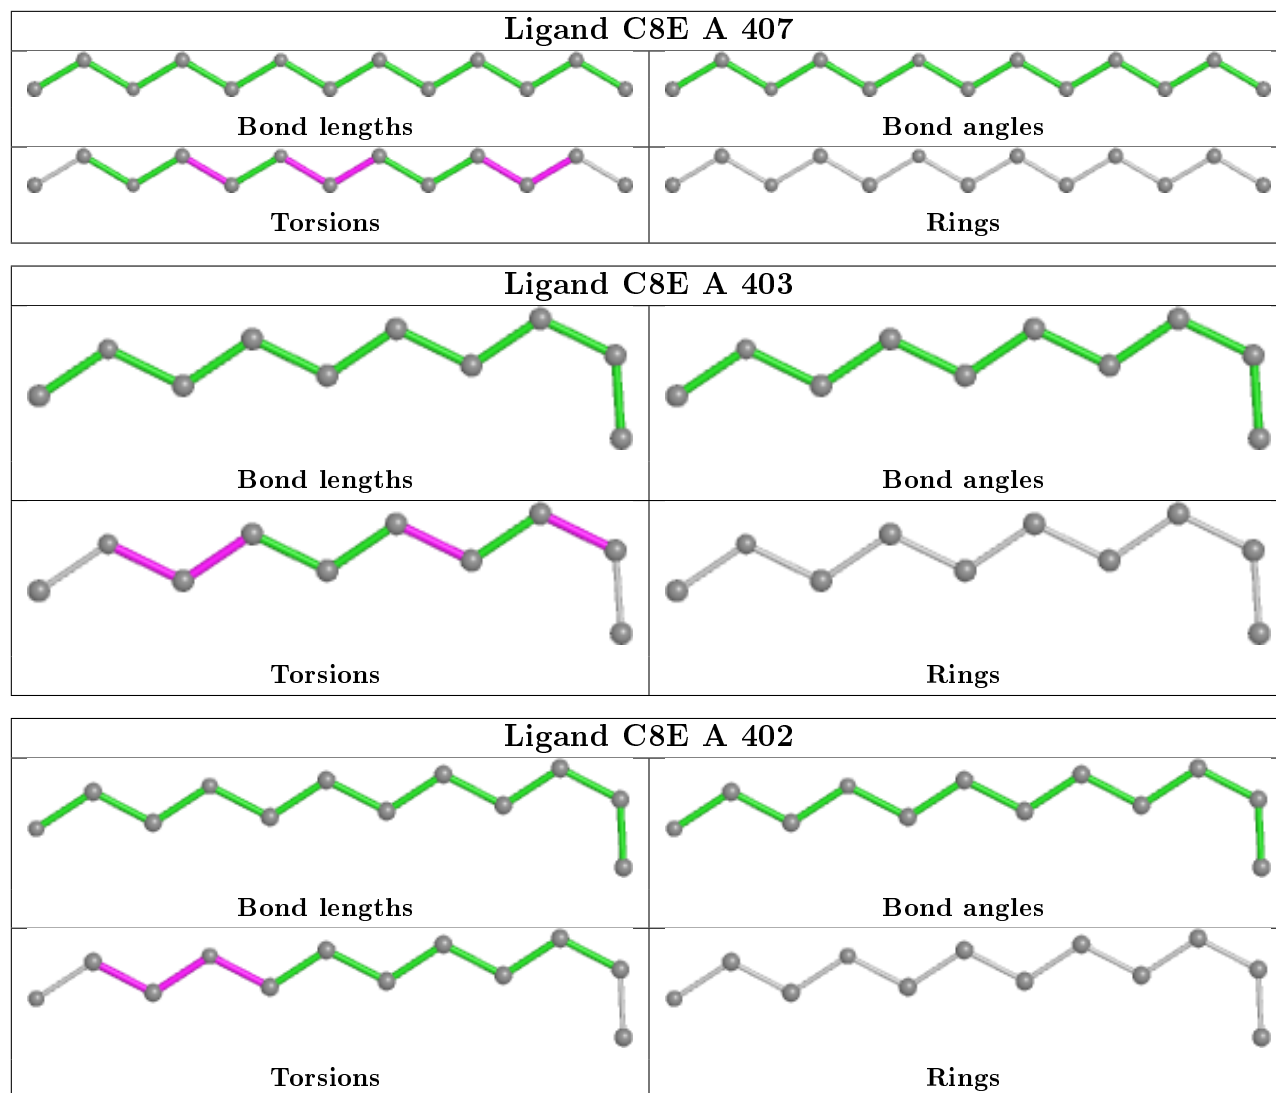 Ligand C8E A 407
Bond lengths
Bond angles
Torsions
Rings
Ligand C8E A 403
Bond lengths
Bond angles
Torsions
Rings
Ligand C8E A 402
Bond lengths
Bond angles
Torsions
Rings